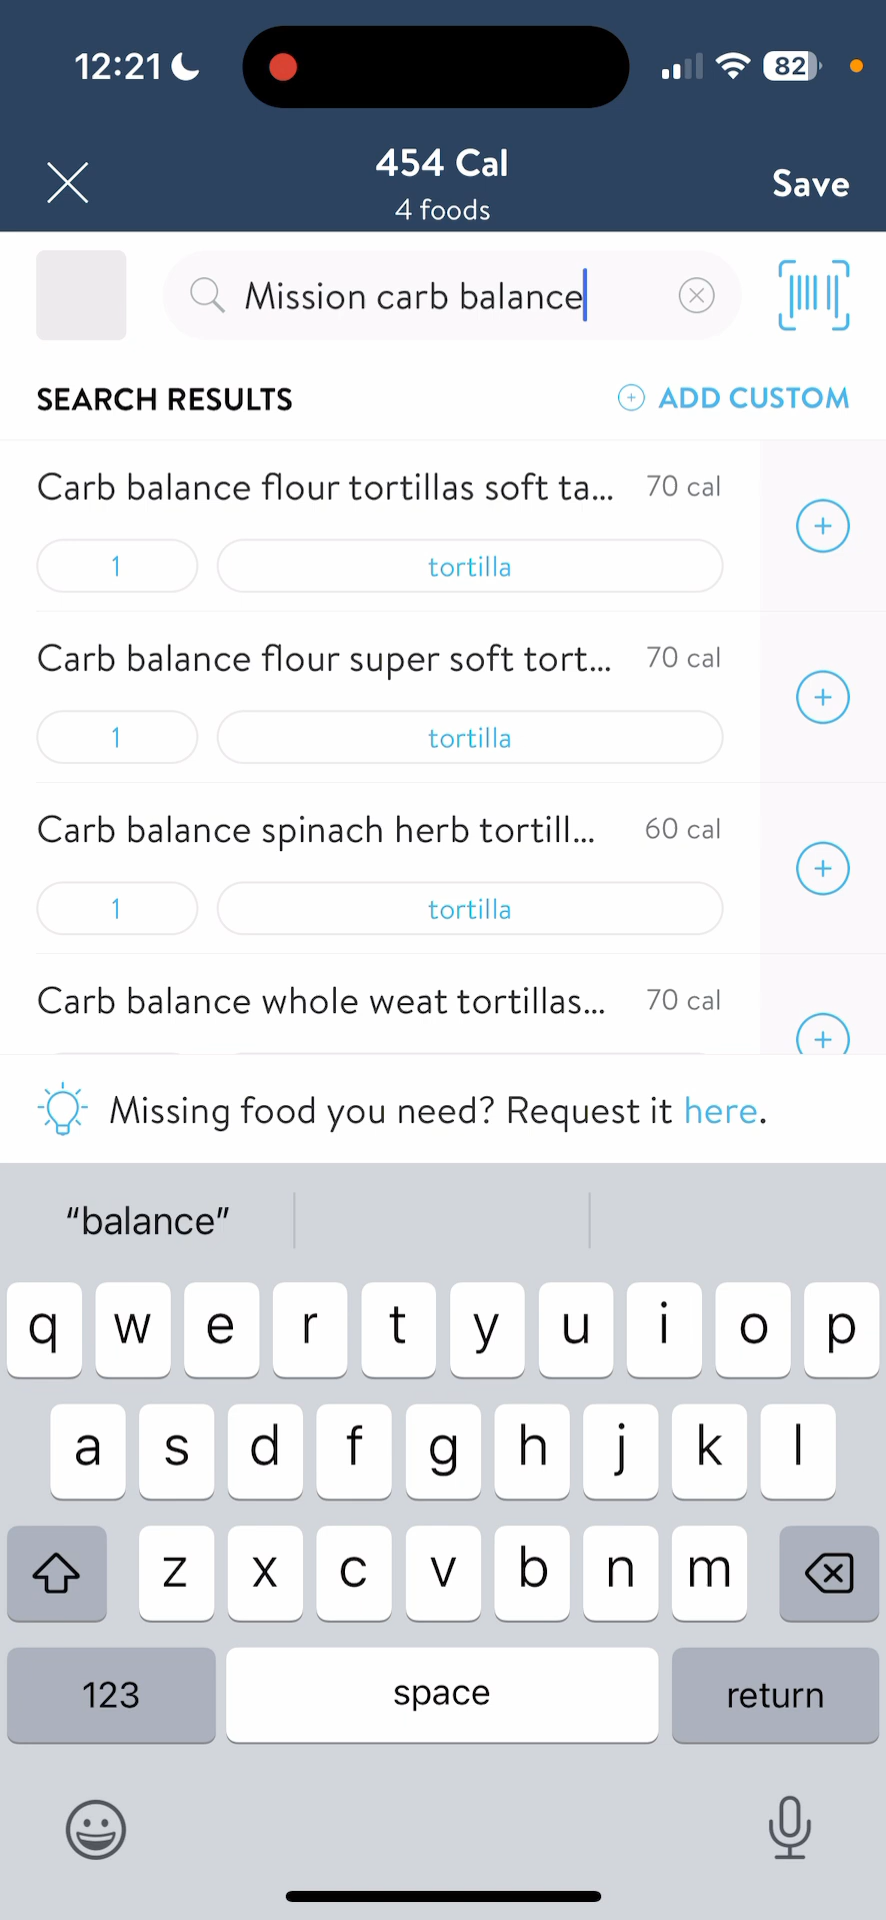 12:21
82
454 Cal
4 foods
Save
Mission carb balance
SEARCH RESULTS
ADD CUSTOM
Carb balance flour tortillas soft ta...
70 cal
1
tortilla
Carb balance flour super soft tort...
70 cal
1
tortilla
Carb balance spinach herb tortill...
60 cal
1
tortilla
Carb balance whole weat tortillas...
70 cal
Missing food you need? Request it here.
“balance”
q w e r t y u i o p
a s d f g h j k l
z x c v b n m
123 space return